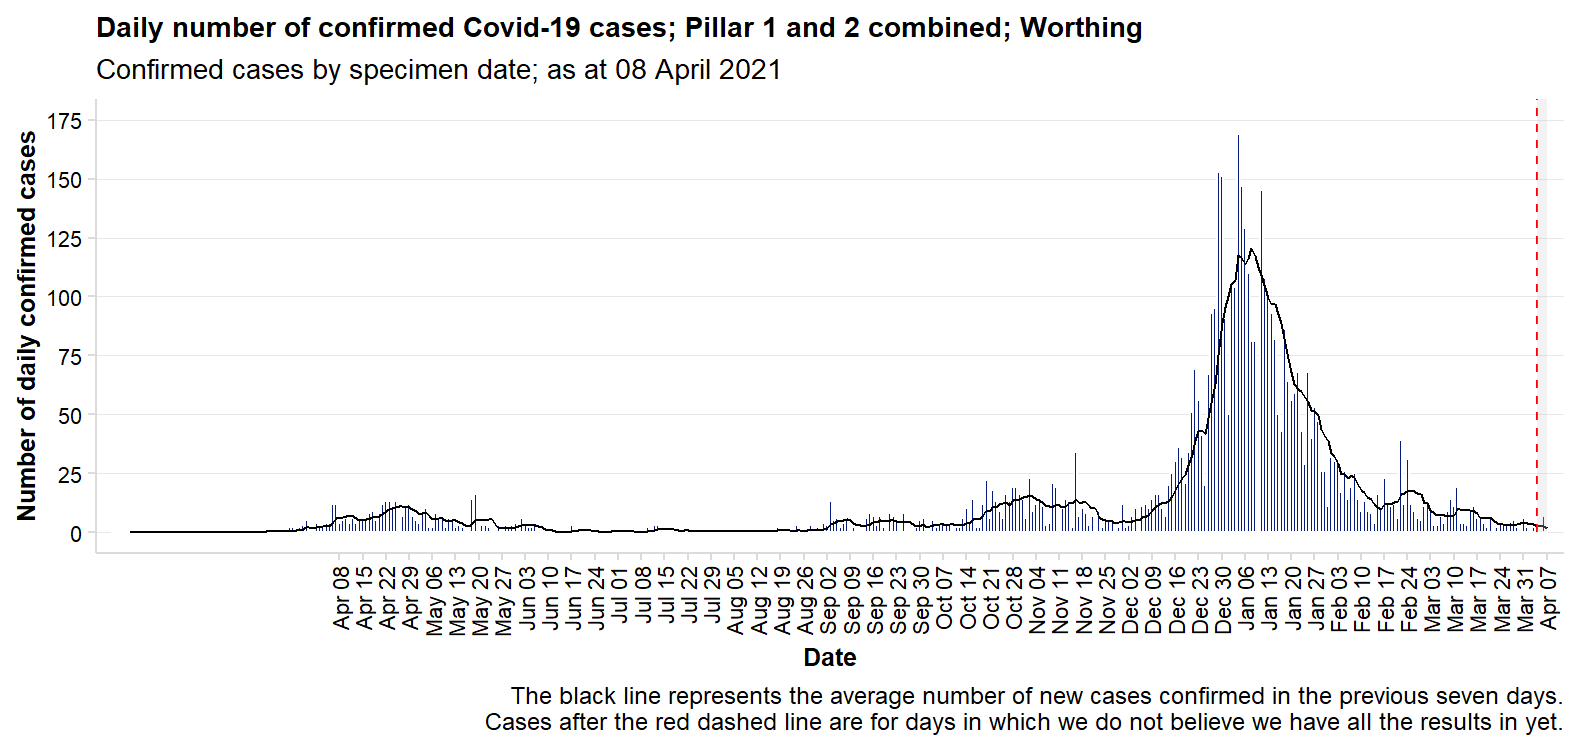 Daily number of confirmed Covid-19 cases; Pillar 1 and 2 combined; Worthing
Confirmed cases by specimen date; as at 08 April 2021
Number of daily confirmed cases
175
150
125
100
75
50
25
0
Apr 08
Apr 15
Apr 22
Apr 29
May 06
May 13
May 20
May 27
Jun 03
Jun 10
Jun 17
Jun 24
Jul 01
Jul 08
Jul 15
Jul 22
Jul 29
Aug 05
Aug 12
Aug 19
Aug 26
Sep 02
Sep 09
Sep 16
Sep 23
Sep 30
Oct 07
Oct 14
Oct 21
Oct 28
Nov 04
Nov 11
Nov 18
Nov 25
Dec 02
Dec 09
Dec 16
Dec 23
Dec 30
Jan 06
Jan 13
Jan 20
Jan 27
Feb 03
Feb 10
Feb 17
Feb 24
Mar 03
Mar 10
Mar 17
Mar 24
Mar 31
Apr 07
Date
The black line represents the average number of new cases confirmed in the previous seven days.
Cases after the red dashed line are for days in which we do not believe we have all the results in yet.